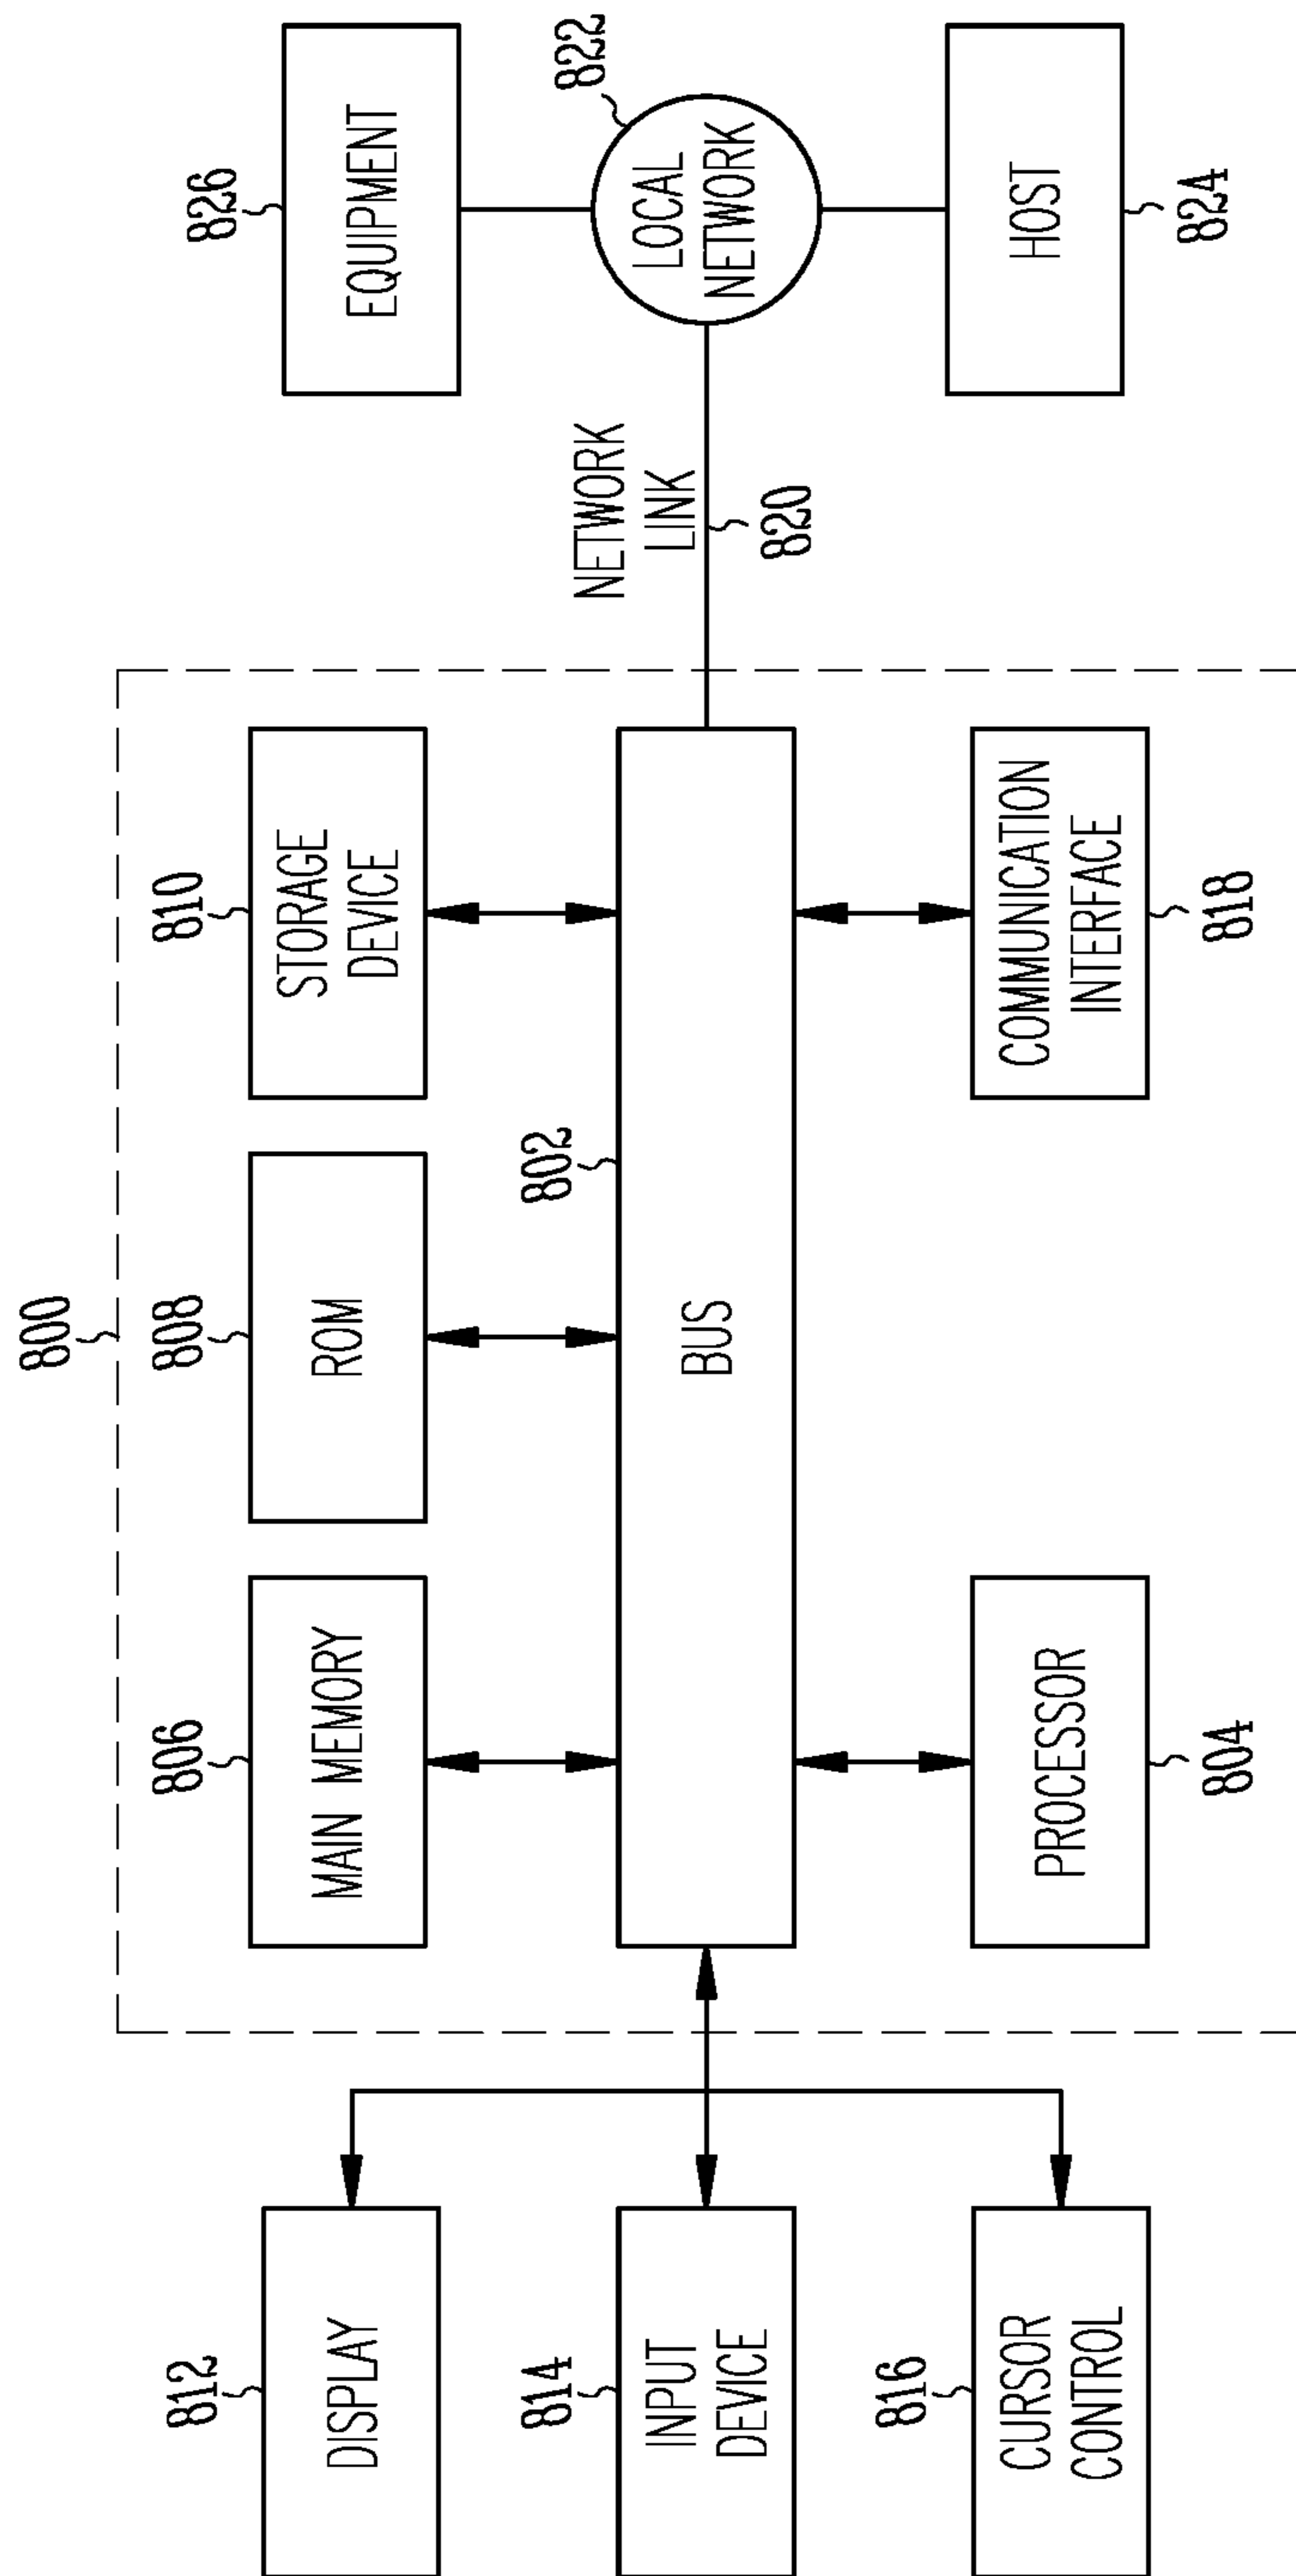 800
812
DISPLAY
814
INPUT
DEVICE
816
CURSOR
CONTROL
806
MAIN MEMORY
808
ROM
810
STORAGE
DEVICE
802
BUS
804
PROCESSOR
818
COMMUNICATION
INTERFACE
NETWORK
LINK
820
826
EQUIPMENT
822
LOCAL
NETWORK
HOST
824